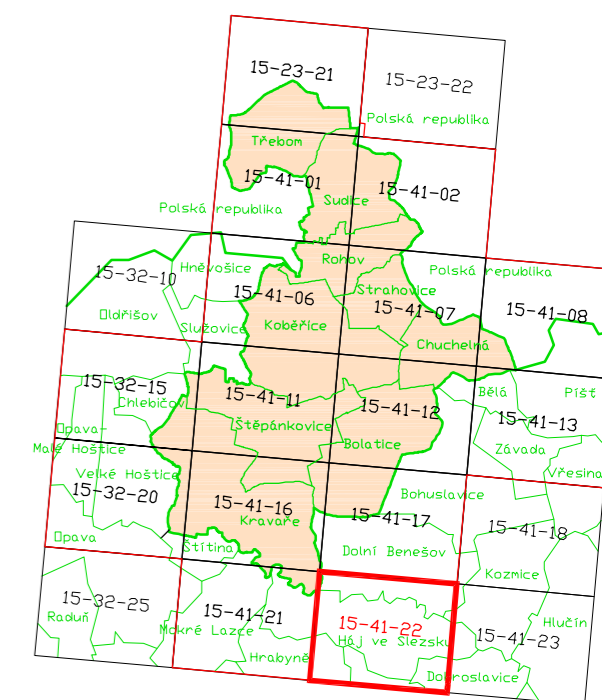 15-23-21
15-23-22
Polská republika
Třebom
15-41-01
15-41-02
Sudice
Polská republika
Rohov
Hněvošice
Polská republika
15-32-10
Strahovice
15-41-06
15-41-07
15-41-08
Oldřišov
Služovice
Kobeřice
Chuchelná
15-32-15
Bělá
Píšť
15-41-11
Chlebičov
15-41-12
15-41-13
Opava-
Malé Hoštice
Štěpánkovice
Bolatice
Závada
Velké Hoštice
Vřesina
15-32-20
Bohuslavice
15-41-16
Kravaře
15-41-17
15-41-18
Opava
Štítina
Dolní Benešov
Kozmice
15-32-25
Raduň
15-41-21
Mokré Lazce
15-41-22
Háj ve Slezsku
Hlučín
15-41-23
Hrabyně
Dobroslavice